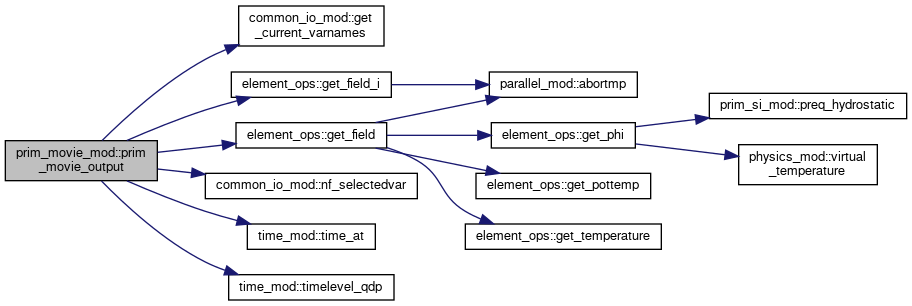 common_io_mod::get
_current_varnames
element_ops::get_field_i
parallel_mod::abortmp
prim_si_mod::preq_hydrostatic
element_ops::get_field
element_ops::get_phi
prim_movie_mod::prim
_movie_output
physics_mod::virtual
_temperature
common_io_mod::nf_selectedvar
element_ops::get_pottemp
time_mod::time_at
element_ops::get_temperature
time_mod::timelevel_qdp